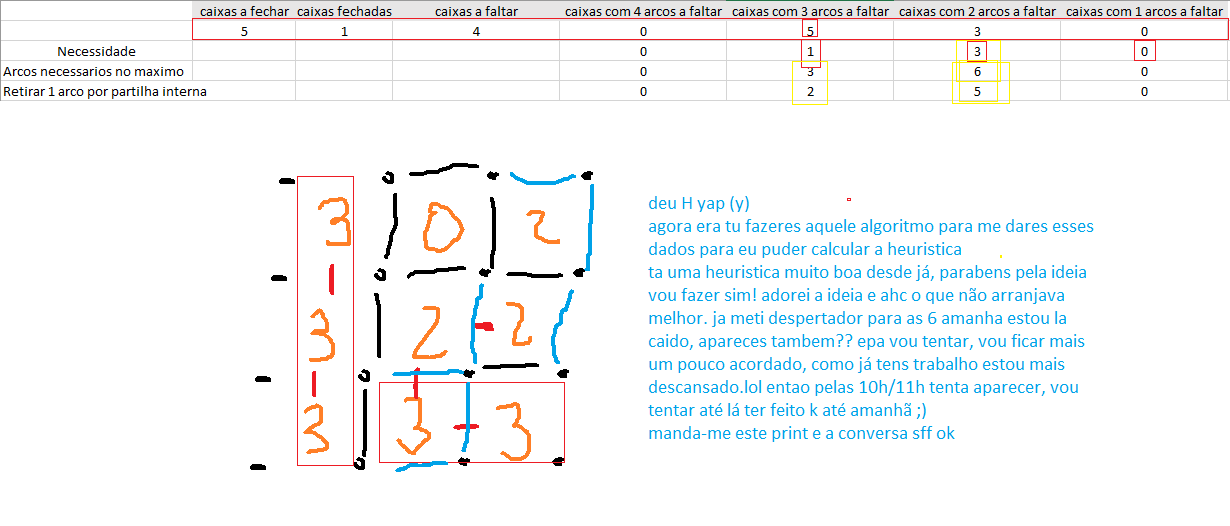 caixas a fechar caixas fechadas caixas a faltar caixas com 4 arcos a faltar caixas com 3 arcos a faltar caixas com 2 arcos a faltar caixas com 1 arcos a faltar
5 1 4 0 5 3 0
Necessidade 0 1 3 0
Arcos necessarios no maximo 0 3 6 0
Retirar 1 arco por partilha interna 0 2 5 0
3 0 2
3 2 2
3 3 3
deu H yap (y)
agora era tu fazeres aquele algoritmo para me dares esses
dados para eu puder calcular a heuristica
ta uma heuristica muito boa desde já, parabens pela ideia
vou fazer sim! adorei a ideia e ahc o que não arranjava
melhor. ja meti despertador para as 6 amanha estou la
caido, apareces tambem?? epa vou tentar, vou ficar mais
um pouco acordado, como já tens trabalho estou mais
descansado.lol entao pelas 10h/11h tenta aparecer, vou
tentar até lá ter feito k até amanhã ;)
manda-me este print e a conversa sff ok